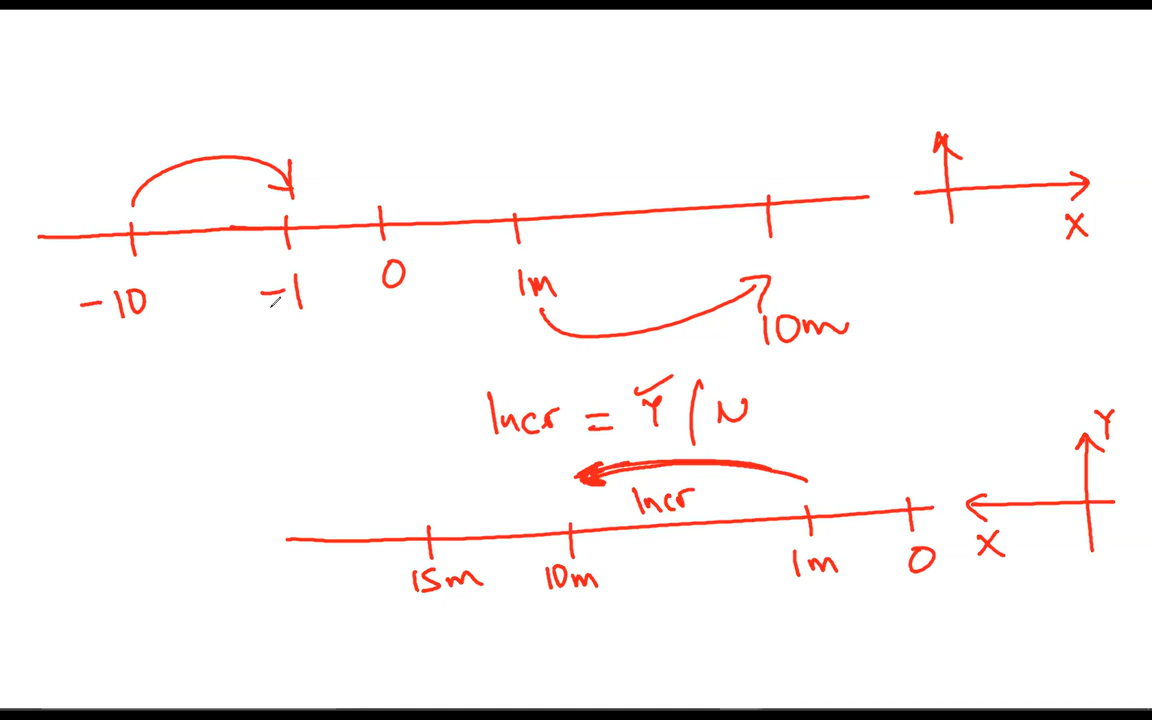 -10 -1 0 1m X
10m
Incr = Y / N
Y
Incr
15m 10m 1m 0 X